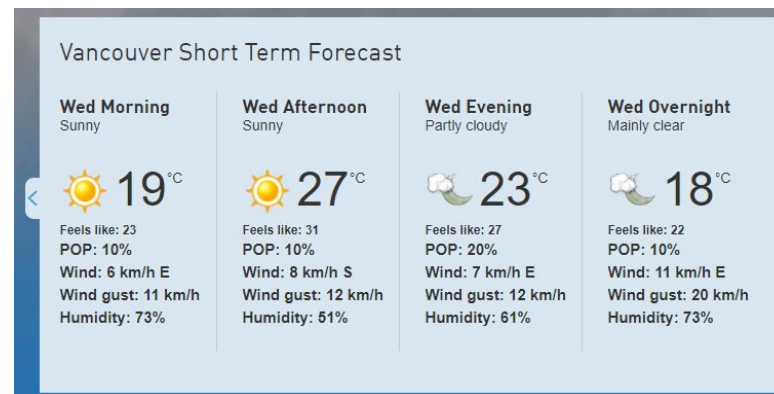 Vancouver Short Term Forecast
Wed Morning
Sunny
19°C
Feels like: 23
POP: 10%
Wind: 6 km/h E
Wind gust: 11 km/h
Humidity: 73%
Wed Afternoon
Sunny
27°C
Feels like: 31
POP: 10%
Wind: 8 km/h S
Wind gust: 12 km/h
Humidity: 51%
Wed Evening
Partly cloudy
23°C
Feels like: 27
POP: 20%
Wind: 7 km/h E
Wind gust: 12 km/h
Humidity: 61%
Wed Overnight
Mainly clear
18°C
Feels like: 22
POP: 10%
Wind: 11 km/h E
Wind gust: 20 km/h
Humidity: 73%